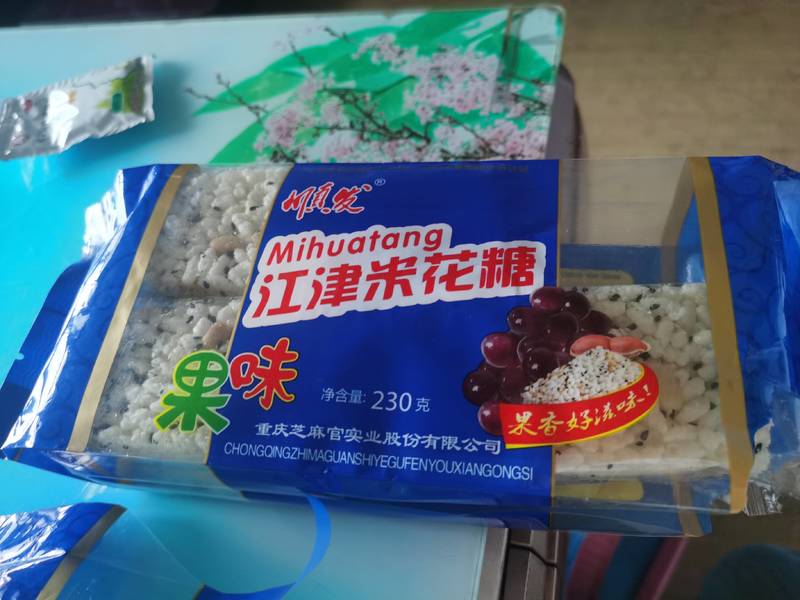 顺发®
Mihuatang
江津米花糖
果味
净含量: 230克
果香好滋味!
重庆芝麻官实业股份有限公司
CHONGQINGZHIMAGUANSHIYEGUFENYOUXIANGONGSI